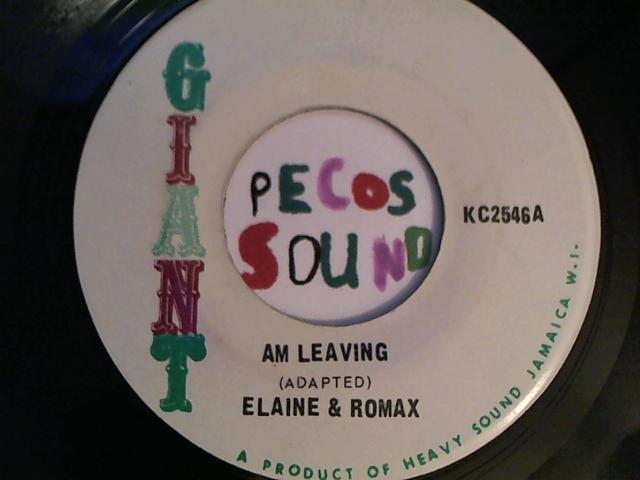 GIANT
PECOS
SOUND
KC2546A
AM LEAVING
(ADAPTED)
ELAINE & ROMAX
A PRODUCT OF HEAVY SOUND JAMAICA W.I.